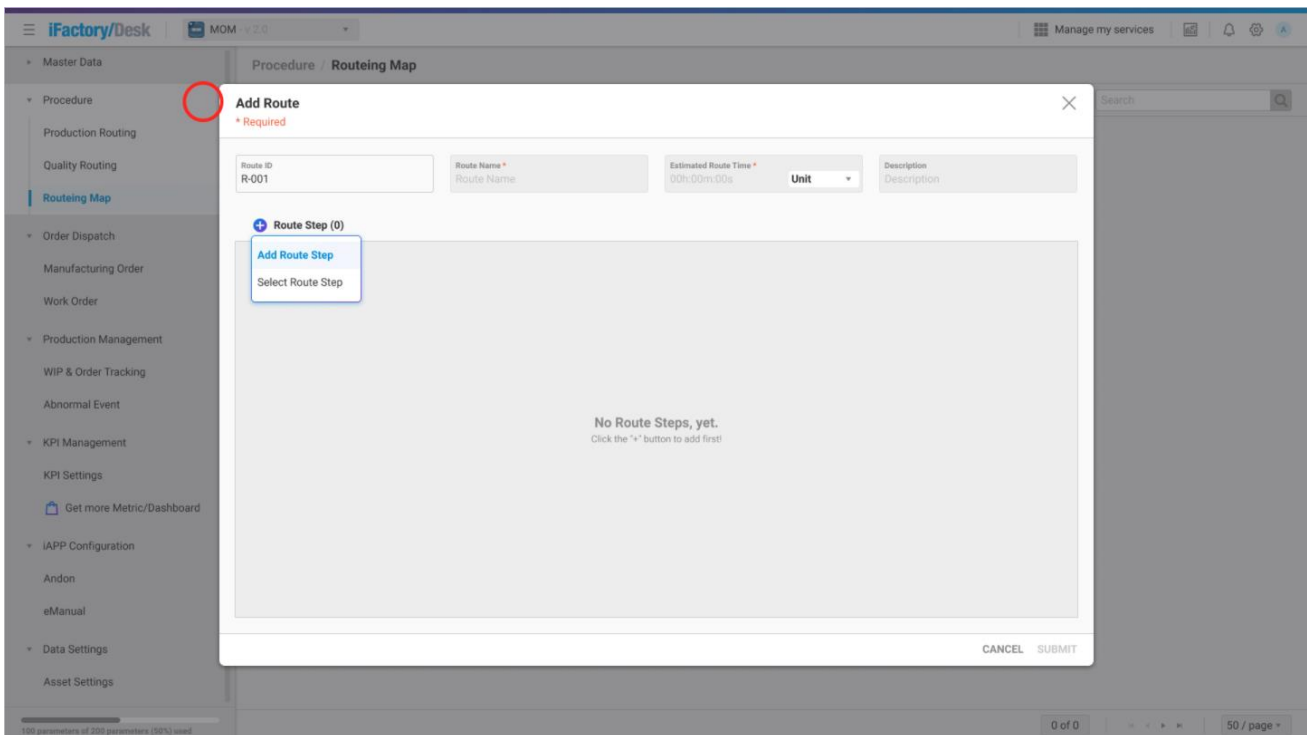 iFactory/Desk
MOM - v 2.0
Manage my services
A
Master Data
Procedure
Production Routing
Quality Routing
Routeing Map
Order Dispatch
Manufacturing Order
Work Order
Production Management
WIP & Order Tracking
Abnormal Event
KPI Management
KPI Settings
Get more Metric/Dashboard
iAPP Configuration
Andon
eManual
Data Settings
Asset Settings
100 parameters of 200 parameters (50%) used
Procedure / Routeing Map
Search
Add Route
* Required
Route ID
R-001
Route Name *
Route Name
Estimated Route Time *
00h:00m:00s
Unit
Description
Description
Route Step (0)
Add Route Step
Select Route Step
No Route Steps, yet.
Click the "+" button to add first!
CANCEL SUBMIT
0 of 0
50 / page